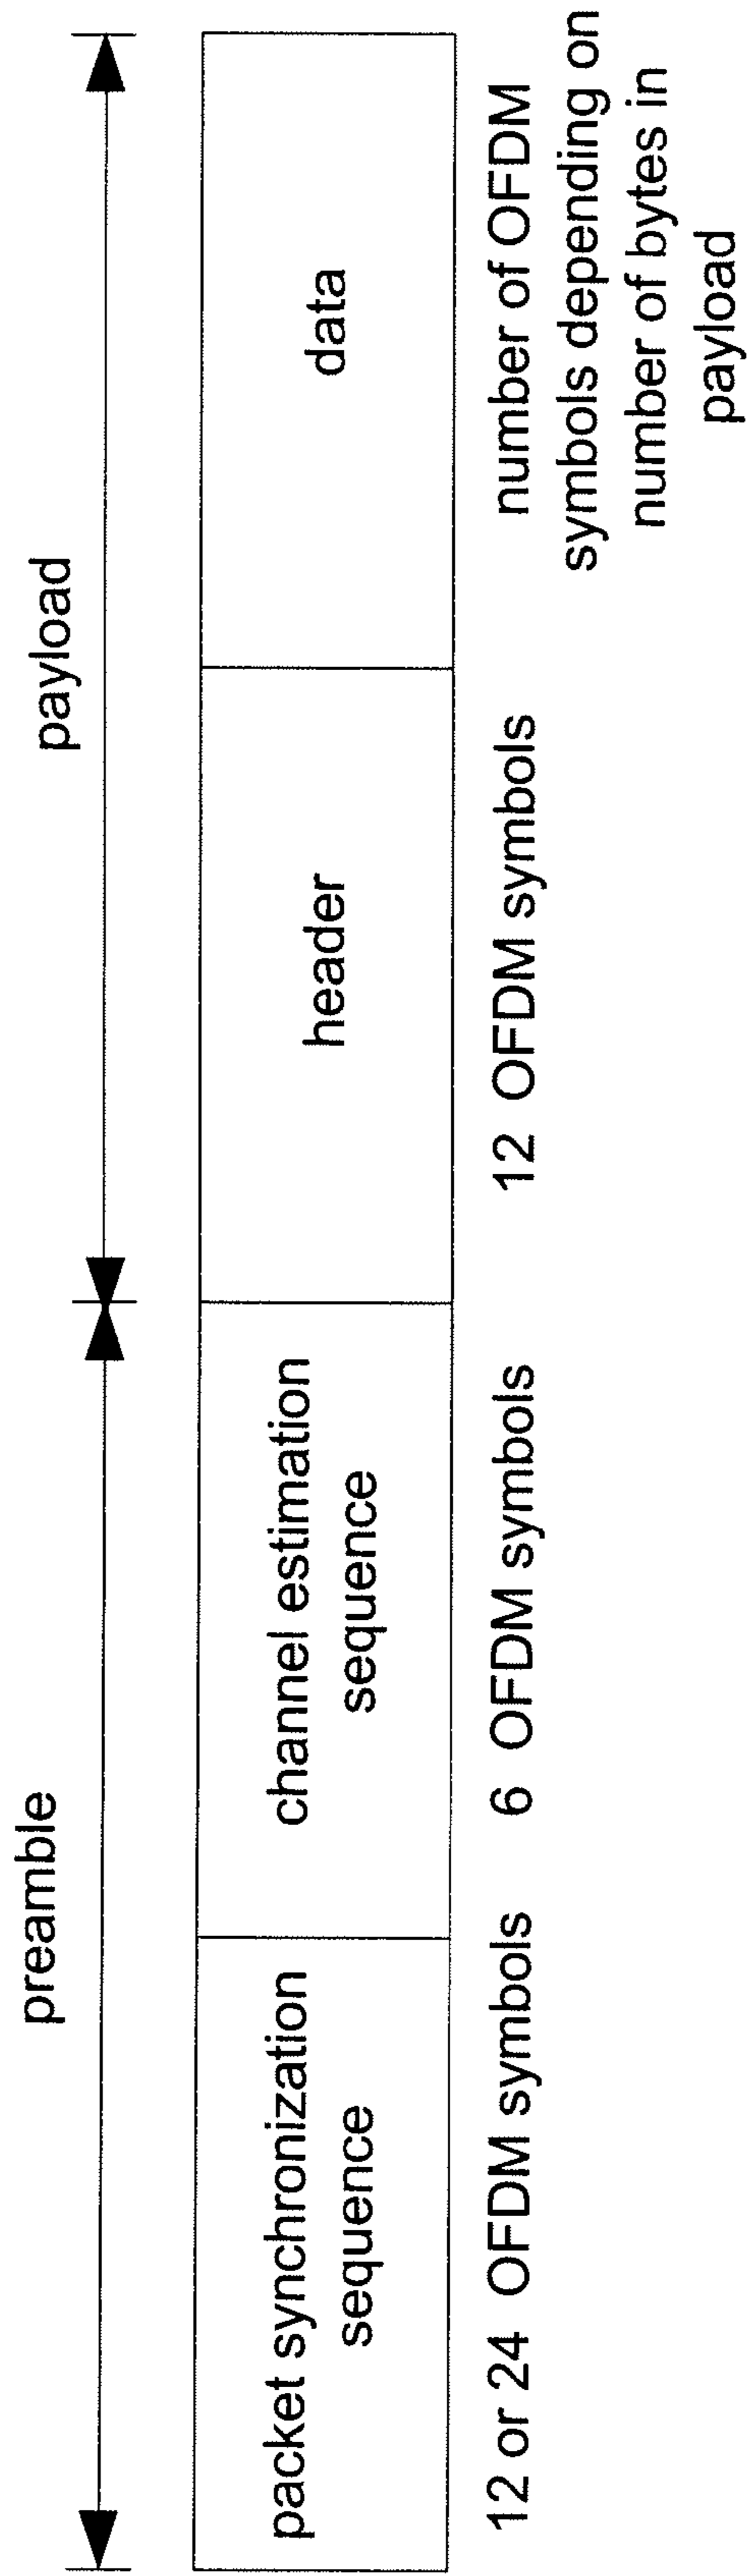 preamble
payload
packet synchronization
sequence
channel estimation
sequence
header
data
12 or 24 OFDM symbols
6 OFDM symbols
12 OFDM symbols
number of OFDM
symbols depending on
number of bytes in
payload